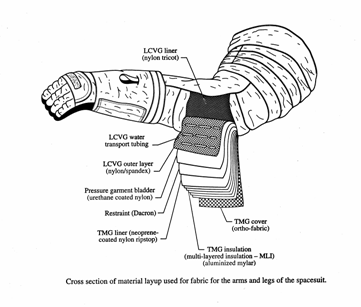 LCVG liner
(nylon tricot)
LCVG water
transport tubing
LCVG outer layer
(nylon/spandex)
Pressure garment bladder
(urethane coated nylon)
Restraint (Dacron)
TMG liner (neoprene-
coated nylon ripstop)
TMG cover
(ortho-fabric)
TMG insulation
(multi-layered insulation – MLI)
(aluminized mylar)
Cross section of material layup used for fabric for the arms and legs of the spacesuit.